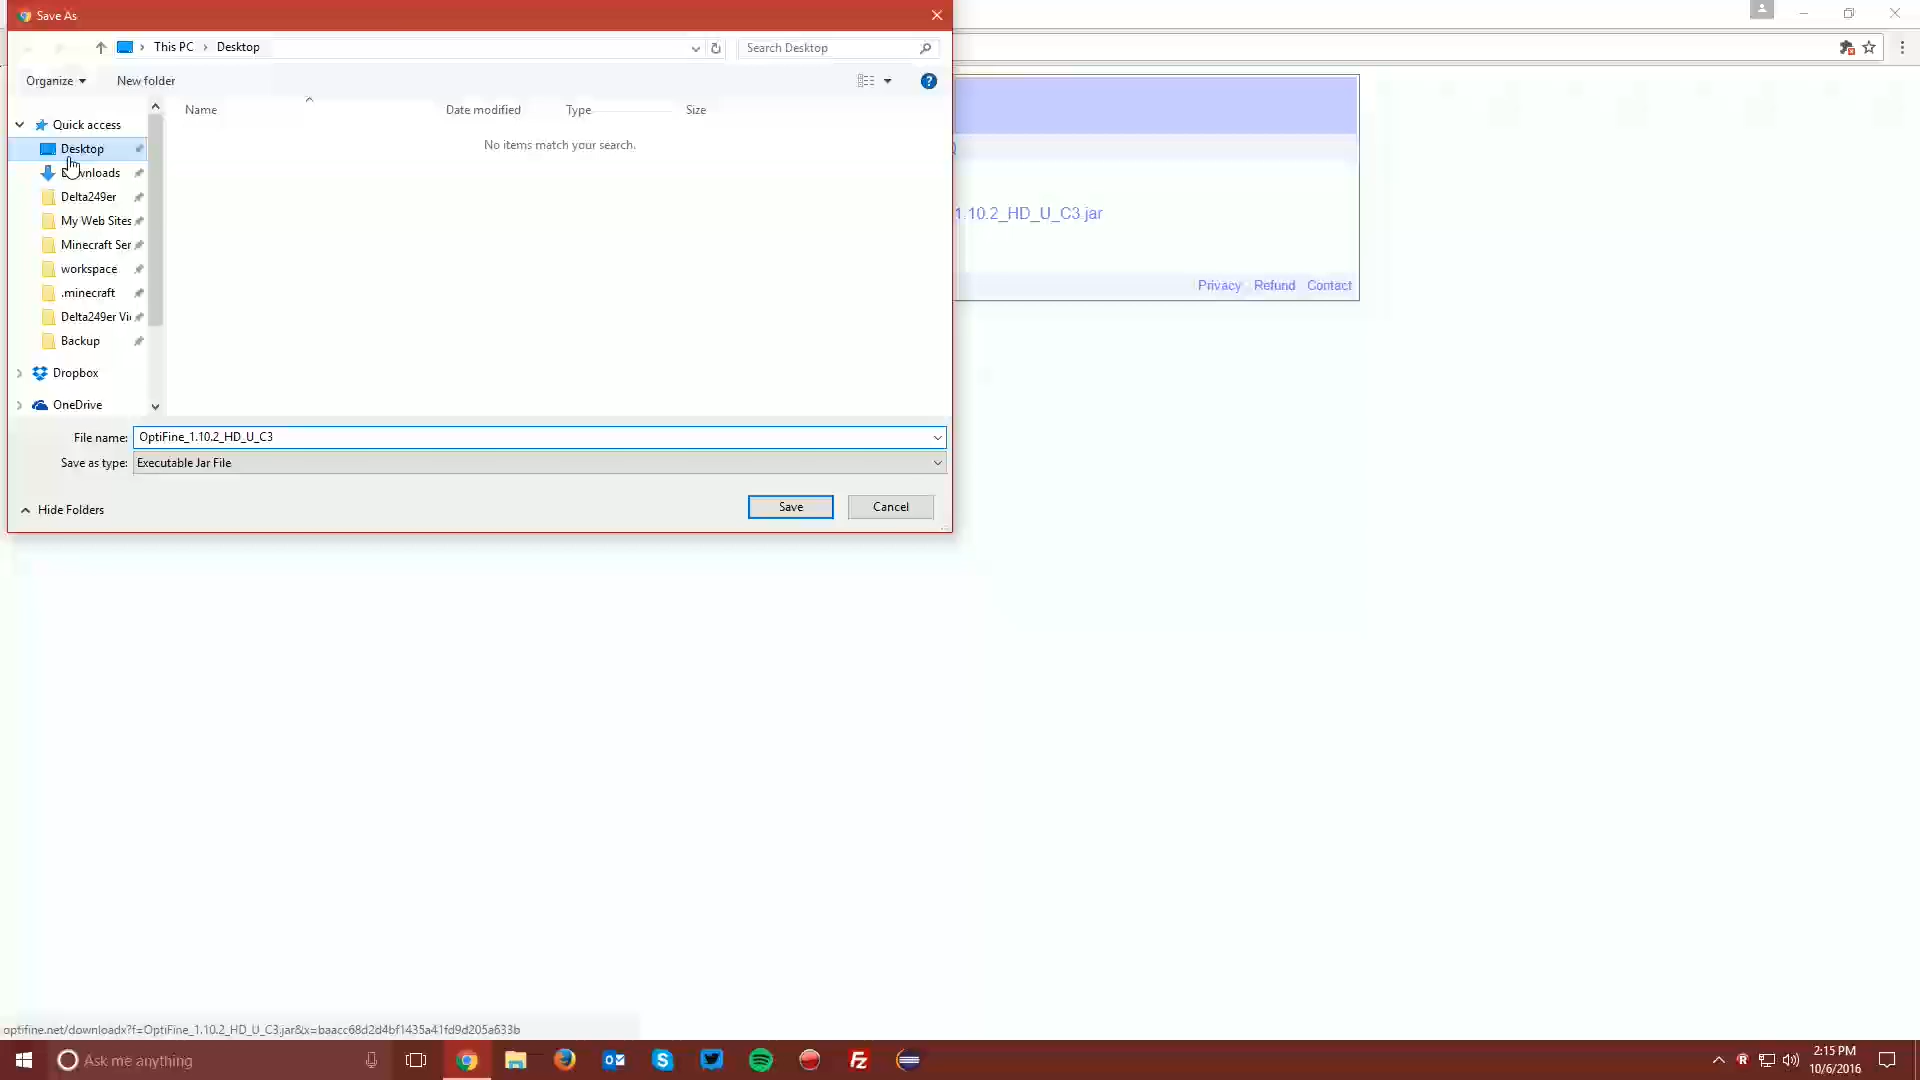 Save As
This PC > Desktop
Search Desktop
Organize
New folder
Name
Date modified
Type
Size
No items match your search.
Quick access
Desktop
Delta249er
My Web Sites
Minecraft Ser
workspace
.minecraft
Delta249er Vi
Backup
Dropbox
OneDrive
File name: OptiFine_1.10.2_HD_U_C3
Save as type: Executable Jar File
Hide Folders
Save
Cancel
1.10.2_HD_U_C3.jar
Privacy Refund Contact
optifine.net/downloadx?f=OptiFine_1.10.2_HD_U_C3.jar&x=baacc68d2d4bf1435a41fd9d205a633b
Ask me anything
2:15 PM
10/6/2016